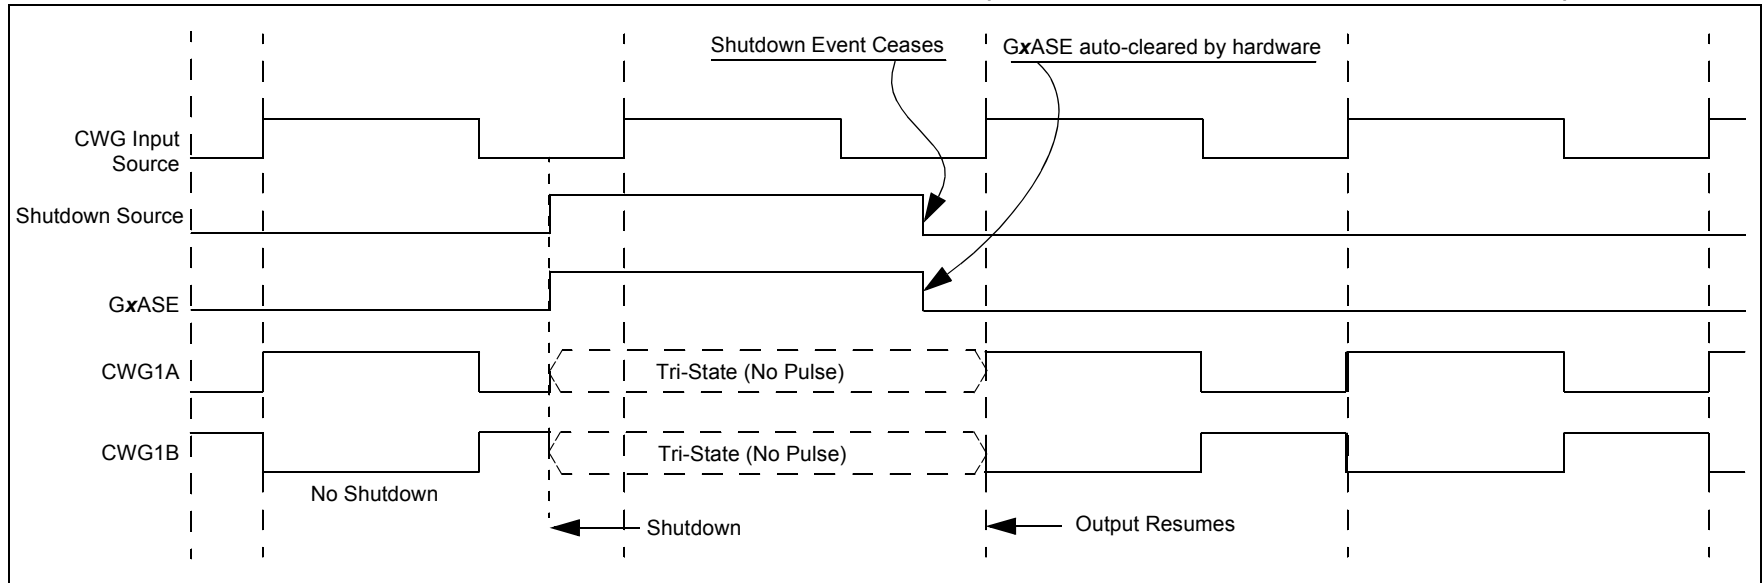 Shutdown Event Ceases
GxASE auto-cleared by hardware
CWG Input
Source
Shutdown Source
GxASE
CWG1A
Tri-State (No Pulse)
CWG1B
Tri-State (No Pulse)
No Shutdown
Shutdown
Output Resumes